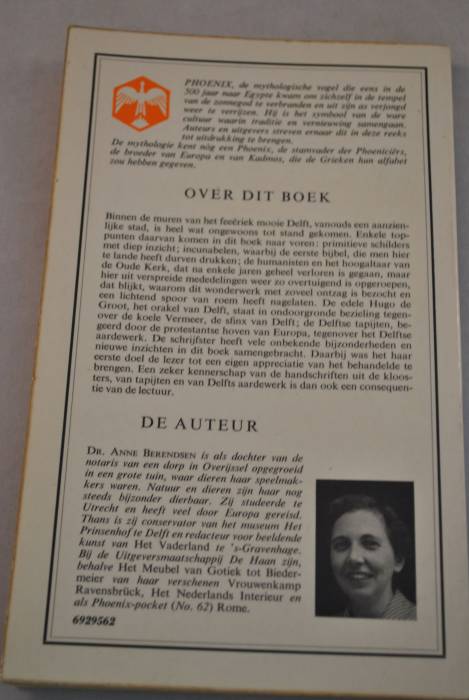 PHOENIX, de mythologische vogel die eens in de
500 jaar naar Egypte kwam om zichzelf in de tempel
van de zonnegod te verbranden en uit zijn as verjongd
weer te verrijzen. Hij is het symbool van de ware
cultuur waarin traditie en vernieuwing samengaan.
Auteurs en uitgevers streven ernaar dit in deze reeks
tot uitdrukking te brengen.
De mythologie kent nóg een Phoenix, de stamvader der Phoeniciërs,
de broeder van Europa en van Kadmos, die de Grieken hun alfabet
zou hebben gegeven.
OVER DIT BOEK
Binnen de muren van het feeëriek mooie Delft, vanouds een aanzien-
lijke stad, is heel wat ongewoons tot stand gekomen. Enkele top-
punten daarvan komen in dit boek naar voren: primitieve schilders
met diep inzicht; incunabelen, waarbij de eerste bijbel, die men hier
te lande heeft durven drukken; de humanisten en het hoogaltaar van
de Oude Kerk, dat na enkele jaren geheel verloren is gegaan, maar
hier uit verspreide mededelingen weer zo overtuigend is opgeroepen,
dat blijkt, waarom dit wonderwerk met zoveel ontzag is bezocht en
een lichtend spoor van roem heeft nagelaten. De edele Hugo de
Groot, het orakel van Delft, staat in ondoorgronde bezieling tegen-
over de koele Vermeer, de sfinx van Delft; de Delftse tapijten, be-
geerd door de protestantse hoven van Europa, tegenover het Delftse
aardewerk. De schrijfster heeft vele onbekende bijzonderheden en
nieuwe inzichten in dit boek samengebracht. Daarbij was het haar
eerste doel de lezer tot een eigen appreciatie van het behandelde te
brengen. Een zeker kennerschap van de handschriften uit de kloos-
ters, van tapijten en van Delfts aardewerk is dan ook een consequen-
tie van de lectuur.
DE AUTEUR
DR. ANNE BERENDSEN is als dochter van de
notaris van een dorp in Overijssel opgegroeid
in een grote tuin, waar dieren haar speelmak-
kers waren. Natuur en dieren zijn haar nog
steeds bijzonder dierbaar. Zij studeerde te
Utrecht en heeft veel door Europa gereisd.
Thans is zij conservator van het museum Het
Prinsenhof te Delft en redacteur voor beeldende
kunst van Het Vaderland te 's-Gravenhage.
Bij de Uitgeversmaatschappij De Haan zijn,
behalve Het Meubel van Gotiek tot Bieder-
meier van haar verschenen Vrouwenkamp
Ravensbrück, Het Nederlands Interieur en
als Phoenix-pocket (No. 62) Rome.
6929562